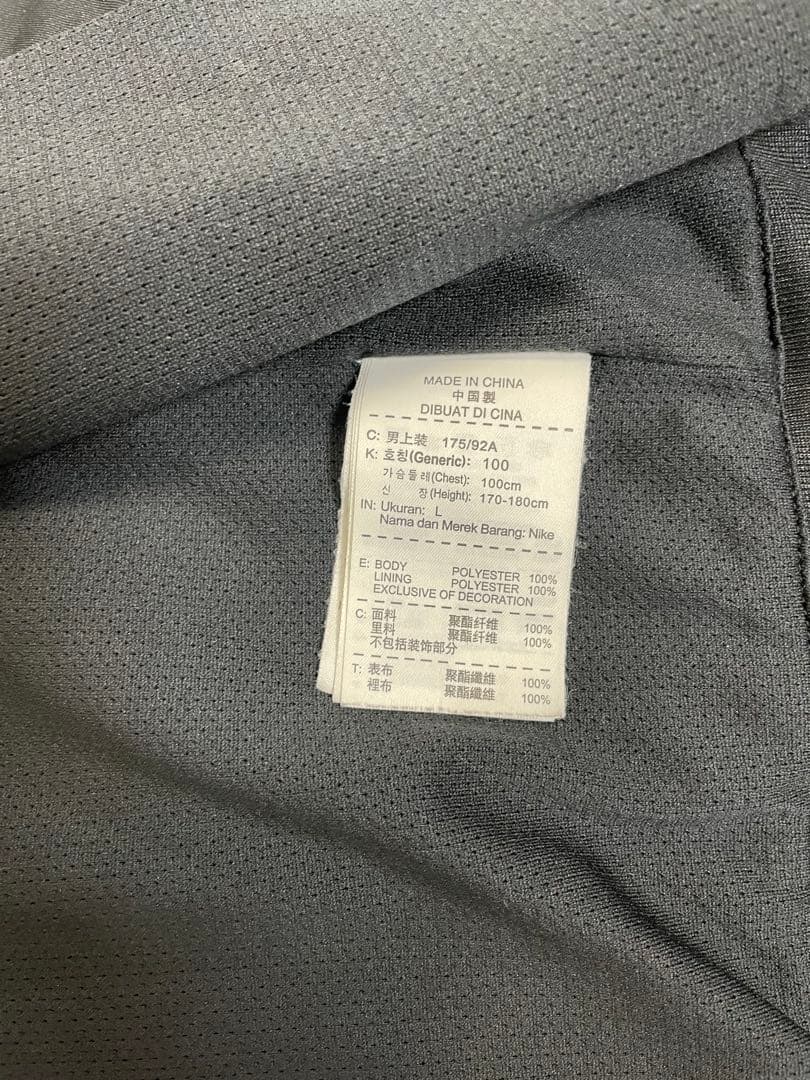 MADE IN CHINA
中国製
DIBUAT DI CINA
C: 男上装 175/92A
K: 호칭(Generic): 100
가슴둘레(Chest): 100cm
신 장(Height): 170-180cm
IN: Ukuran: L
Nama dan Merek Barang: Nike
E: BODY POLYESTER 100%
LINING POLYESTER 100%
EXCLUSIVE OF DECORATION
C: 面料 聚酯纤维 100%
里料 聚酯纤维 100%
不包括装饰部分
T: 表布 聚酯纖維 100%
裡布 聚酯纖維 100%